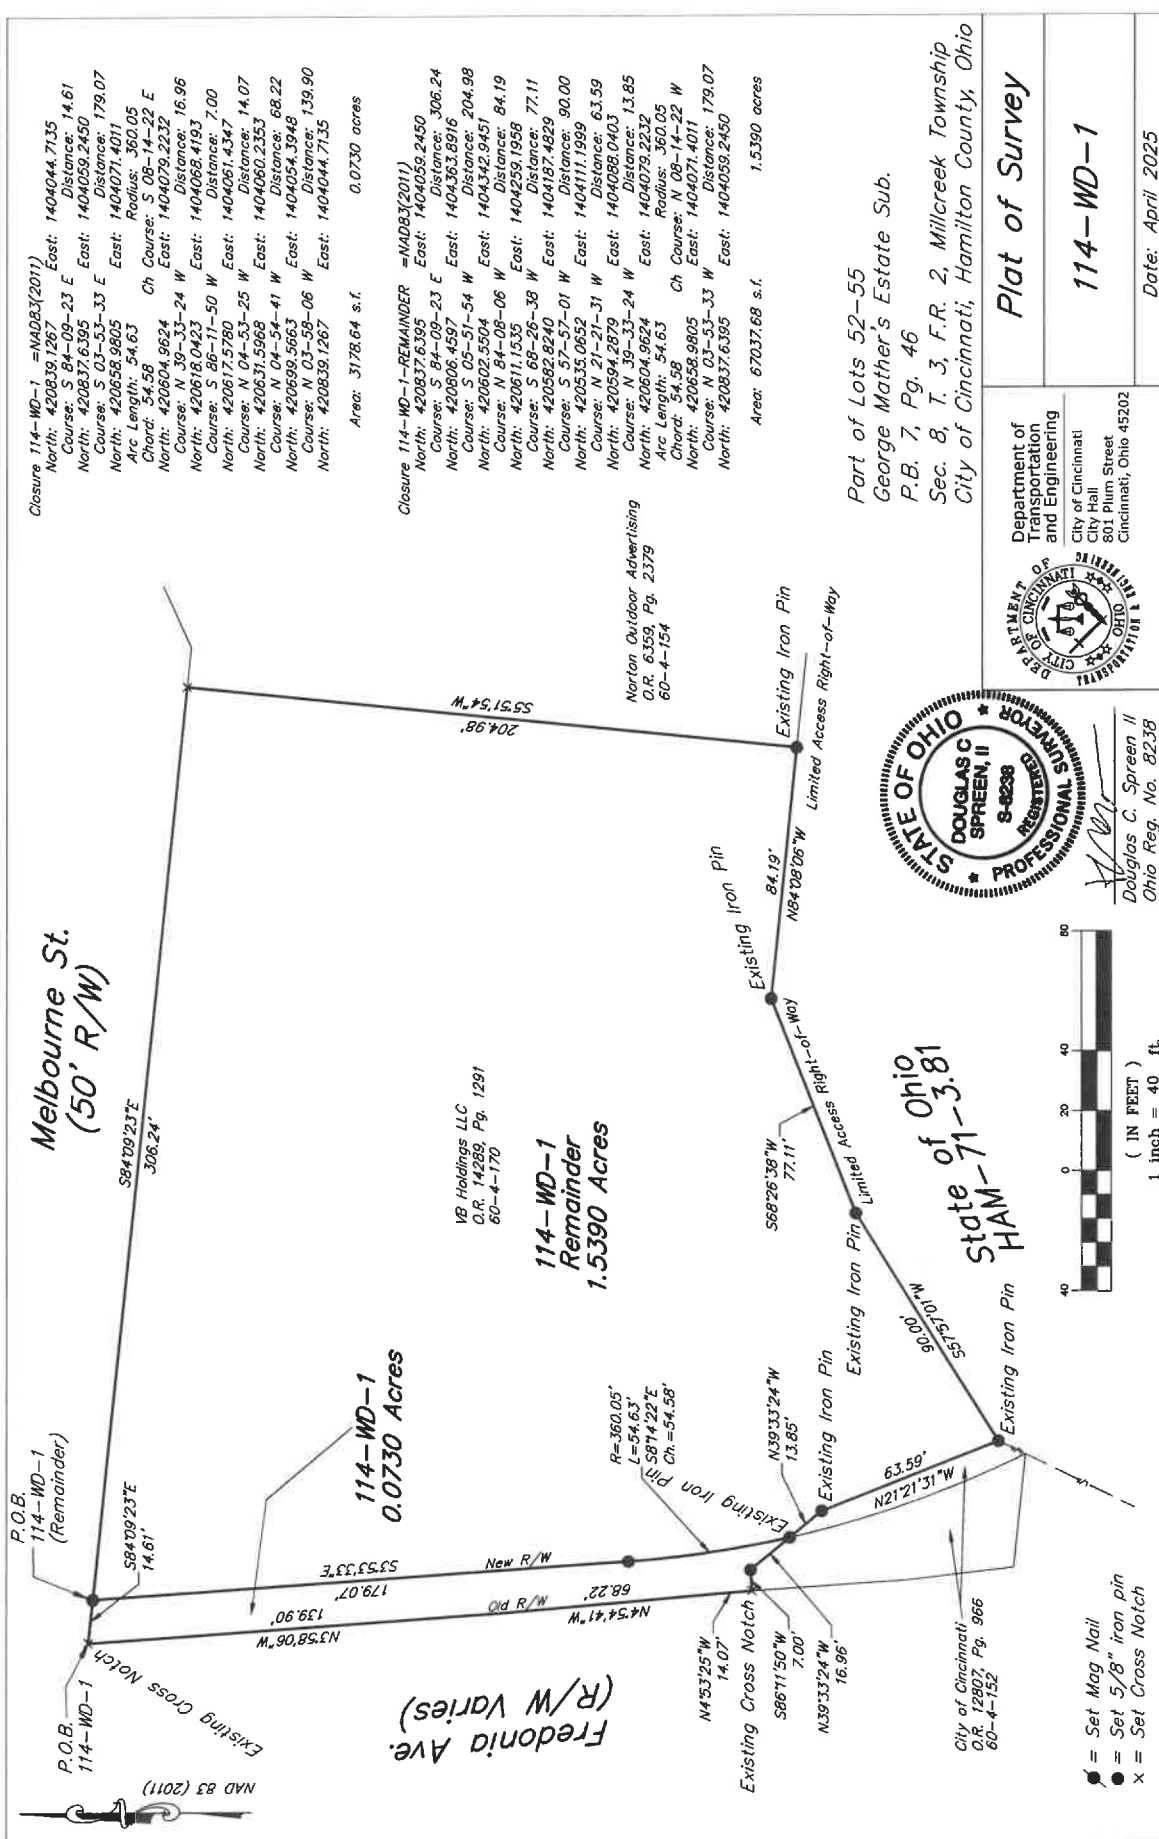 Closure 114-WD-1 =NAD83(2011)
North: 420839.1267 East: 1404044.7135
Course: S 84-09-23 E Distance: 14.61
North: 420837.6395 East: 1404059.2450
Course: S 03-53-33 E Distance: 179.07
North: 420658.9805 East: 1404071.4011
Arc Length: 54.63 Radius: 360.05
Chord: 54.58 Ch Course: S 08-14-22 E
North: 420604.9624 East: 1404079.2232
Course: N 39-33-24 W Distance: 16.96
North: 420618.0423 East: 1404068.4193
Course: S 86-11-50 W Distance: 7.00
North: 420617.5780 East: 1404061.4347
Course: N 04-53-25 W Distance: 14.07
North: 420631.5968 East: 1404060.2353
Course: N 04-54-41 W Distance: 68.22
North: 420699.5663 East: 1404054.3948
Course: N 03-58-06 W Distance: 139.90
North: 420839.1267 East: 1404044.7135
Area: 3178.64 s.f. 0.0730 acres
Closure 114-WD-1-REMAINDER =NAD83(2011)
North: 420837.6395 East: 1404059.2450
Course: S 84-09-23 E Distance: 306.24
North: 420806.4597 East: 1404363.8916
Course: S 05-51-54 W Distance: 204.98
North: 420602.5504 East: 1404342.9451
Course: N 84-08-06 W Distance: 84.19
North: 420611.1535 East: 1404259.1958
Course: S 68-26-38 W Distance: 77.11
North: 420582.8240 East: 1404187.4829
Course: S 57-57-01 W Distance: 90.00
North: 420535.0652 East: 1404111.1999
Course: N 21-21-31 W Distance: 63.59
North: 420594.2879 East: 1404088.0403
Course: N 39-33-24 W Distance: 13.85
North: 420604.9624 East: 1404079.2232
Arc Length: 54.63 Radius: 360.05
Chord: 54.58 Ch Course: N 08-14-22 W
North: 420658.9805 East: 1404071.4011
Course: N 03-53-33 W Distance: 179.07
North: 420837.6395 East: 1404059.2450
Area: 67037.68 s.f. 1.5390 acres
Melbourne St.
(50' R/W)
P.O.B.
114-WD-1
(Remainder)
P.O.B.
114-WD-1
Existing Cross Notch
NAD 83 (2011)
S84°09'23"E
14.61'
S84°09'23"E
306.24'
S5°51'54"W
204.98'
Norton Outdoor Advertising
O.R. 6359, Pg. 2379
60-4-154
Existing Iron Pin
Limited Access Right-of-Way
84.19'
N84°08'06"W
Existing Iron Pin
VB Holdings LLC
O.R. 14289, Pg. 1291
60-4-170
114-WD-1
Remainder
1.5390 Acres
114-WD-1
0.0730 Acres
S3°53'33"E
179.07'
New R/W
139.90'
N3°58'06"W
Old R/W
68.22'
N4°54'41"W
Fredonia Ave.
(R/W Varies)
R=360.05'
L=54.63'
S8°14'22"E
Ch.=54.58'
Existing Iron Pin
N39°33'24"W
13.85'
Existing Iron Pin
S68°26'38"W
77.11'
Limited Access Right-of-Way
Existing Iron Pin
90.00'
S57°57'01"W
Existing Iron Pin
63.59'
N21°21'31"W
N4°53'25"W
14.07'
Existing Cross Notch
S86°11'50"W
7.00'
N39°33'24"W
16.96'
City of Cincinnati
O.R. 12807, Pg. 966
60-4-152
State of Ohio
HAM-71-3.81
= Set Mag Nail
= Set 5/8" iron pin
x = Set Cross Notch
40 0 20 40 80
( IN FEET )
1 inch = 40 ft.
STATE OF OHIO
DOUGLAS C
SPREEN, II
S-8238
REGISTERED
PROFESSIONAL SURVEYOR
Douglas C. Spreen II
Ohio Reg. No. 8238
Part of Lots 52-55
George Mather's Estate Sub.
P.B. 7, Pg. 46
Sec. 8, T. 3, F.R. 2, Millcreek Township
City of Cincinnati, Hamilton County, Ohio
DEPARTMENT OF
TRANSPORTATION & ENGINEERING
CITY OF CINCINNATI
OHIO
Department of
Transportation
and Engineering
City of Cincinnati
City Hall
801 Plum Street
Cincinnati, Ohio 45202
Plat of Survey
114-WD-1
Date: April 2025